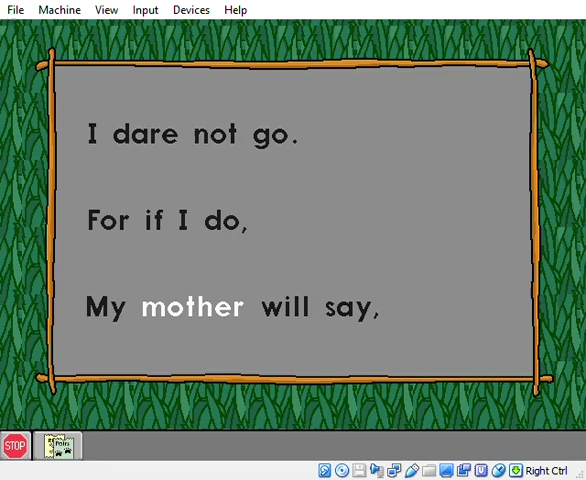 File Machine View Input Devices Help
I dare not go.
For if I do,
My mother will say,
STOP
Right Ctrl